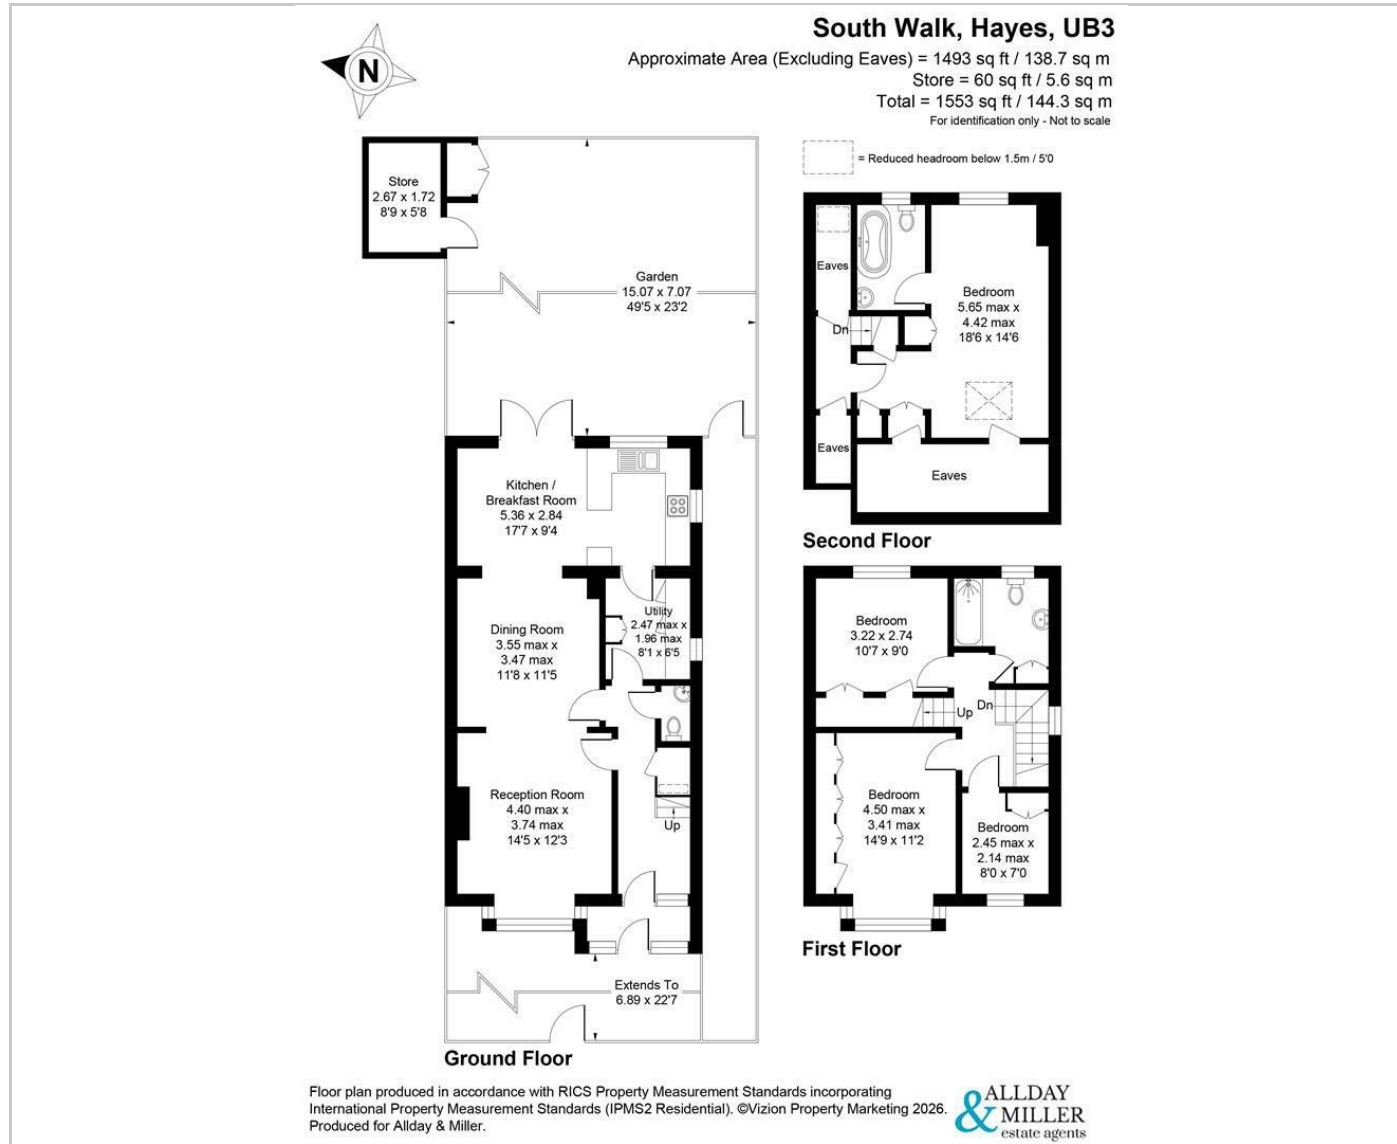 South Walk, Hayes, UB3
Approximate Area (Excluding Eaves) = 1493 sq ft / 138.7 sq m
Store = 60 sq ft / 5.6 sq m
Total = 1553 sq ft / 144.3 sq m
For identification only - Not to scale
N
= Reduced headroom below 1.5m / 5'0
Store
2.67 x 1.72
8'9 x 5'8
Garden
15.07 x 7.07
49'5 x 23'2
Kitchen /
Breakfast Room
5.36 x 2.84
17'7 x 9'4
Dining Room
3.55 max x
3.47 max
11'8 x 11'5
Utility
2.47 max x
1.96 max
8'1 x 6'5
Reception Room
4.40 max x
3.74 max
14'5 x 12'3
Up
Extends To
6.89 x 22'7
Ground Floor
Eaves
Bedroom
5.65 max x
4.42 max
18'6 x 14'6
Dn
Eaves
Eaves
Second Floor
Bedroom
3.22 x 2.74
10'7 x 9'0
Up
Dn
Bedroom
4.50 max x
3.41 max
14'9 x 11'2
Bedroom
2.45 max x
2.14 max
8'0 x 7'0
First Floor
Floor plan produced in accordance with RICS Property Measurement Standards incorporating
International Property Measurement Standards (IPMS2 Residential). ©Vizion Property Marketing 2026.
Produced for Allday & Miller.
ALLDAY
& MILLER
estate agents